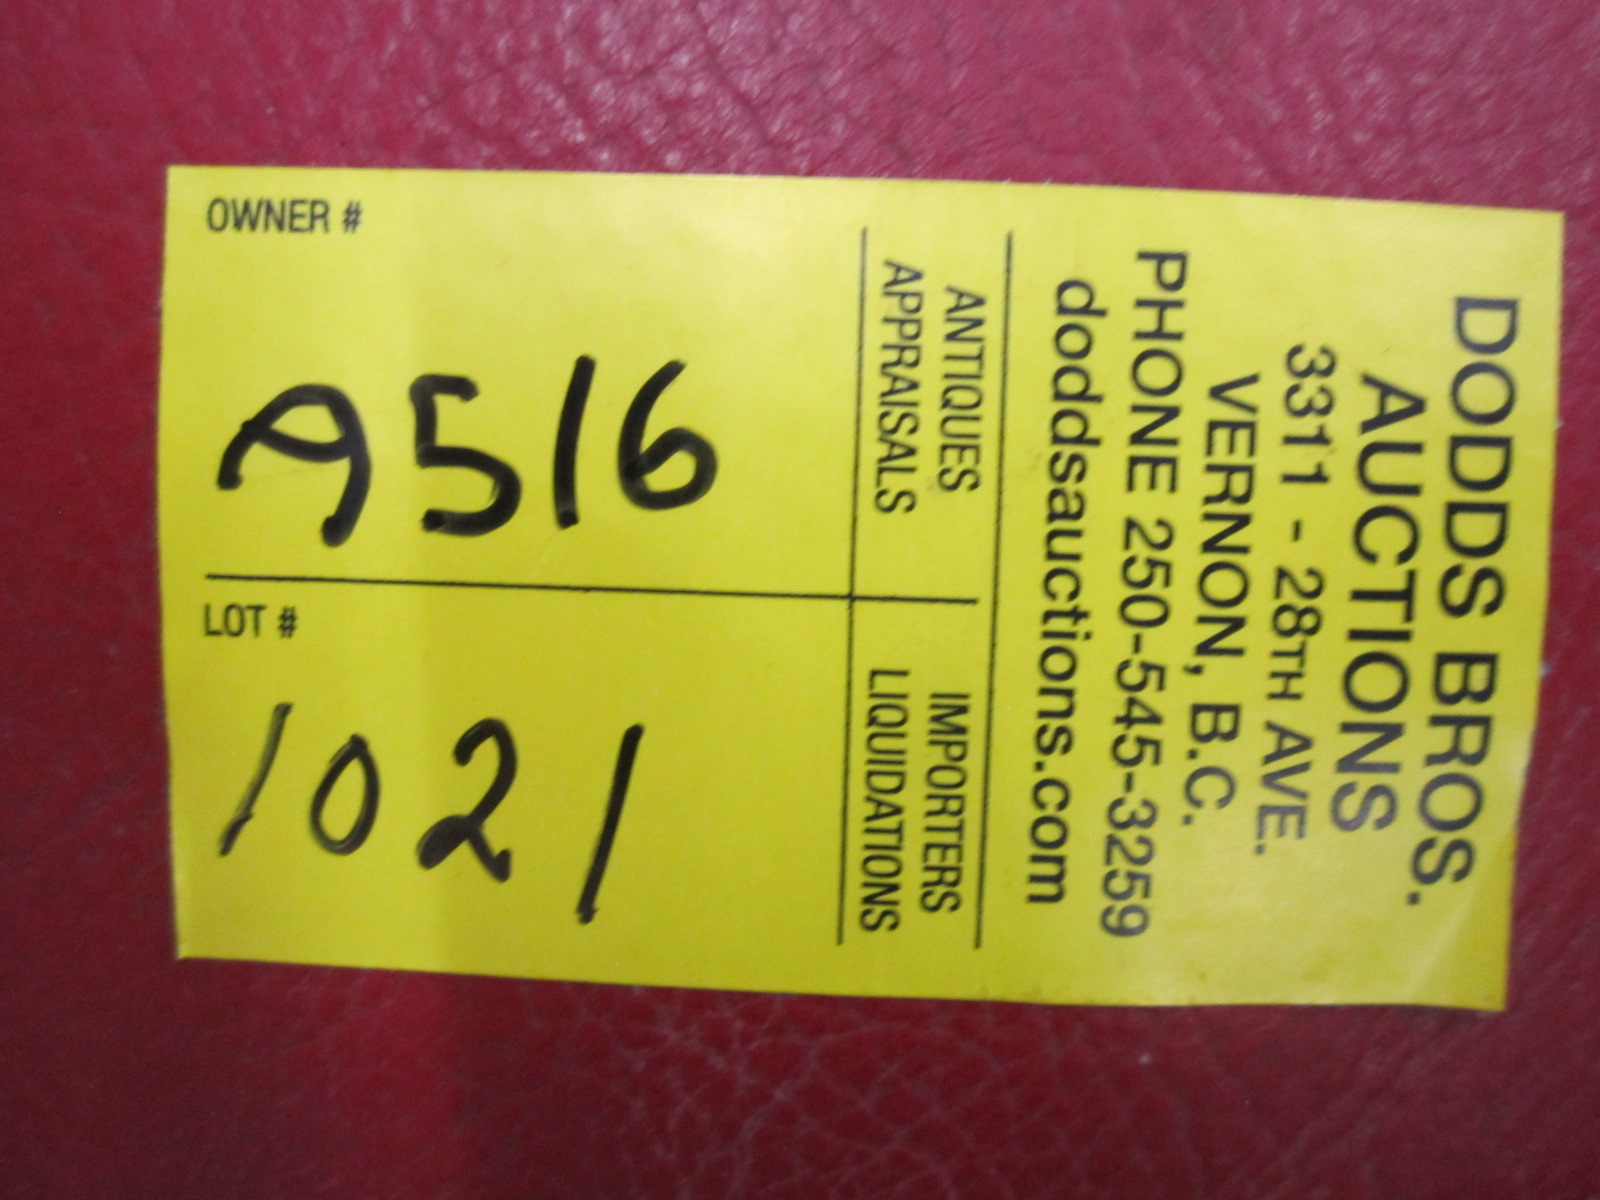 DODDS BROS.
AUCTIONS
3311 - 28TH AVE.
VERNON, B.C.
PHONE 250-545-3259
doddsauctions.com
ANTIQUES
APPRAISALS
IMPORTERS
LIQUIDATIONS
OWNER #
A516
LOT #
1021